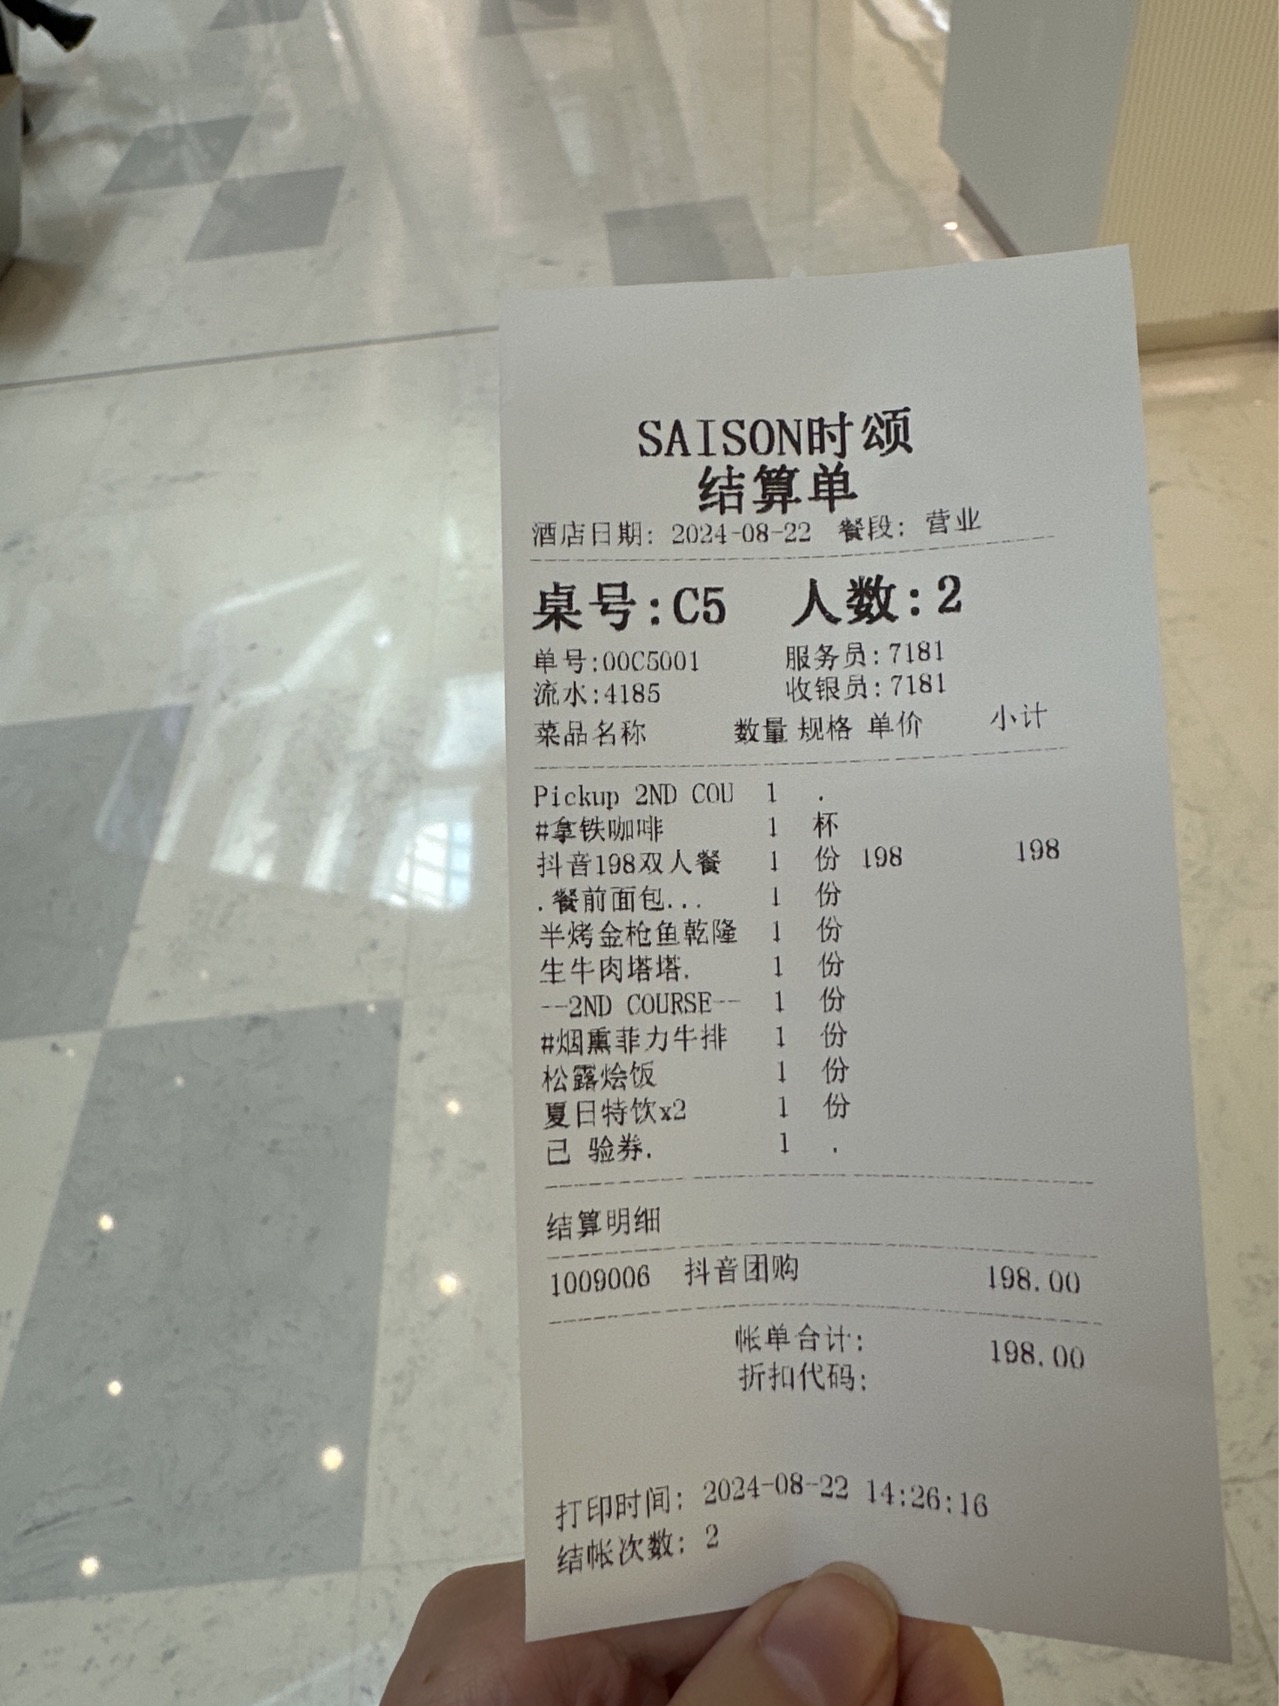 SAISON时颂
结算单
酒店日期: 2024-08-22 餐段: 营业
桌号:C5 人数:2
单号:00C5001 服务员:7181
流水:4185 收银员:7181
菜品名称 数量 规格 单价 小计
Pickup 2ND COU 1 .
#拿铁咖啡 1 杯
抖音198双人餐 1 份 198 198
.餐前面包... 1 份
半烤金枪鱼乾隆 1 份
生牛肉塔塔. 1 份
--2ND COURSE-- 1 份
#烟熏菲力牛排 1 份
松露烩饭 1 份
夏日特饮x2 1 份
已 验券. 1 .
结算明细
1009006 抖音团购 198.00
帐单合计: 198.00
折扣代码:
打印时间: 2024-08-22 14:26:16
结帐次数: 2